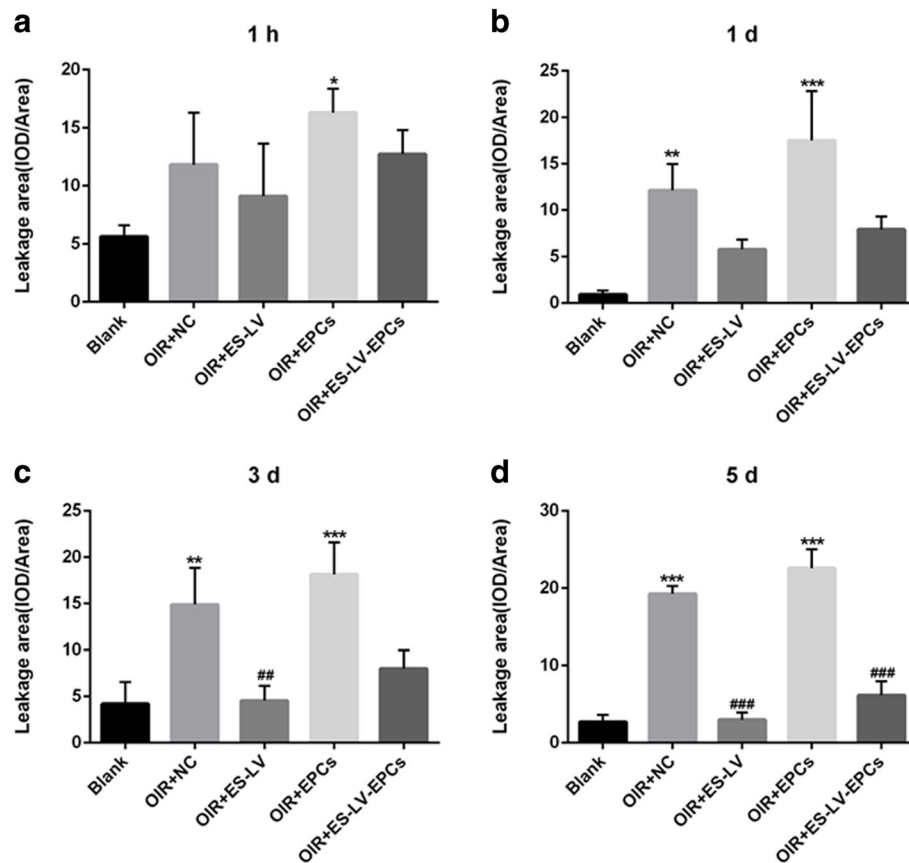 a
1 h
Leakage area(IOD/Area)
20
15
10
5
0
*
Blank
OIR+NC
OIR+ES-LV
OIR+EPCs
OIR+ES-LV-EPCs
b
1 d
Leakage area(IOD/Area)
25
20
15
10
5
0
**
***
Blank
OIR+NC
OIR+ES-LV
OIR+EPCs
OIR+ES-LV-EPCs
c
3 d
Leakage area(IOD/Area)
25
20
15
10
5
0
**
##
***
Blank
OIR+NC
OIR+ES-LV
OIR+EPCs
OIR+ES-LV-EPCs
d
5 d
Leakage area(IOD/Area)
30
20
10
0
***
###
***
###
Blank
OIR+NC
OIR+ES-LV
OIR+EPCs
OIR+ES-LV-EPCs